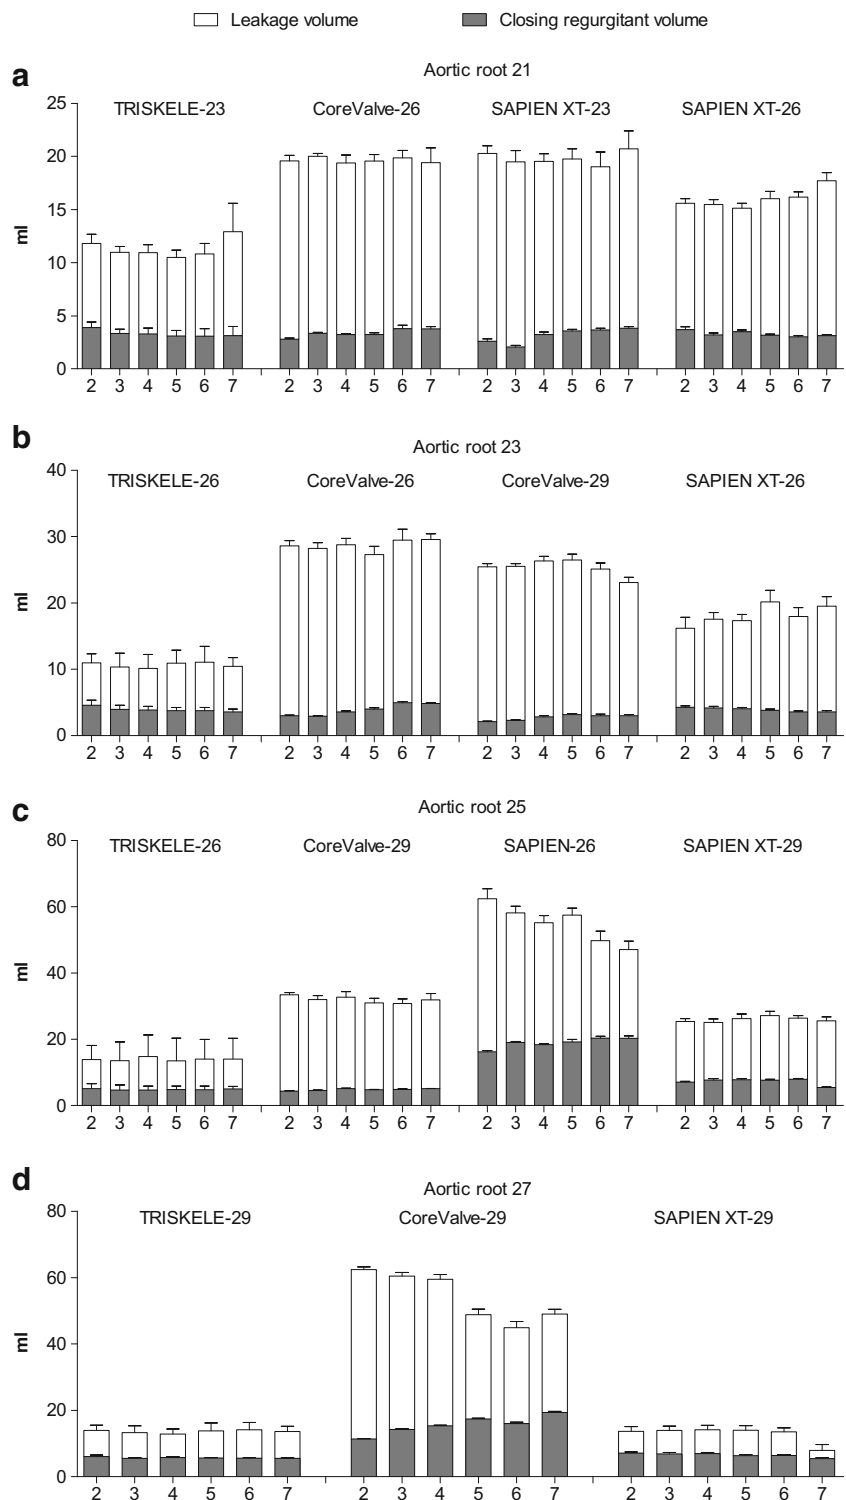 Leakage volume Closing regurgitant volume
a
Aortic root 21
TRISKELE-23 CoreValve-26 SAPIEN XT-23 SAPIEN XT-26
25
20
15
10
5
0
ml
2 3 4 5 6 7 2 3 4 5 6 7 2 3 4 5 6 7 2 3 4 5 6 7
b
Aortic root 23
TRISKELE-26 CoreValve-26 CoreValve-29 SAPIEN XT-26
40
30
20
10
0
ml
2 3 4 5 6 7 2 3 4 5 6 7 2 3 4 5 6 7 2 3 4 5 6 7
c
Aortic root 25
TRISKELE-26 CoreValve-29 SAPIEN-26 SAPIEN XT-29
80
60
40
20
0
ml
2 3 4 5 6 7 2 3 4 5 6 7 2 3 4 5 6 7 2 3 4 5 6 7
d
Aortic root 27
TRISKELE-29 CoreValve-29 SAPIEN XT-29
80
60
40
20
0
ml
2 3 4 5 6 7 2 3 4 5 6 7 2 3 4 5 6 7